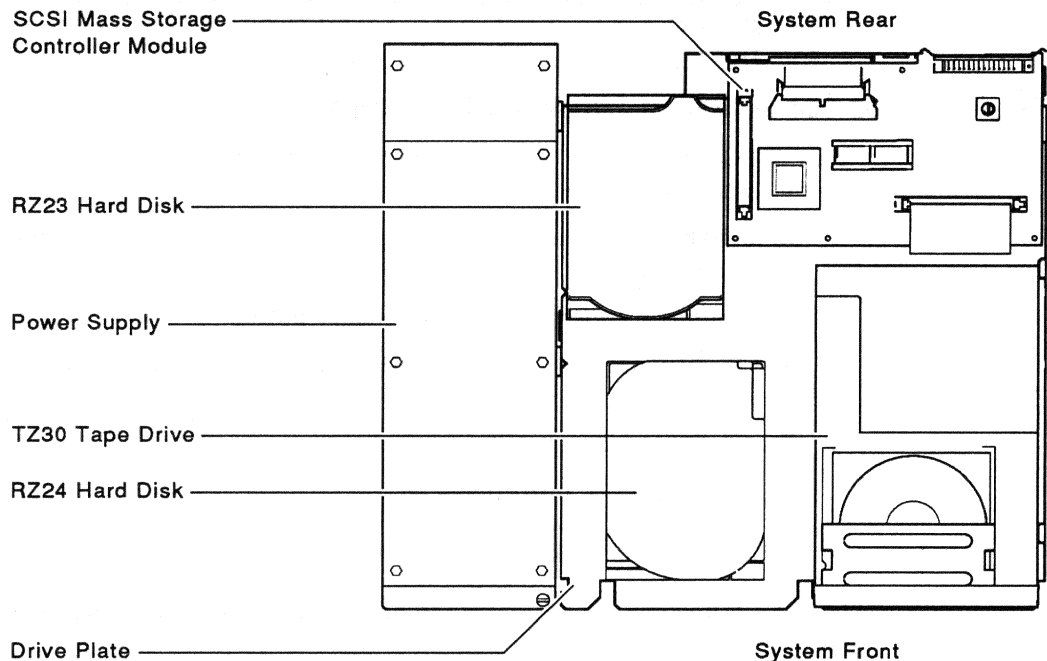 SCSI Mass Storage
Controller Module
System Rear
RZ23 Hard Disk
Power Supply
TZ30 Tape Drive
RZ24 Hard Disk
Drive Plate
System Front